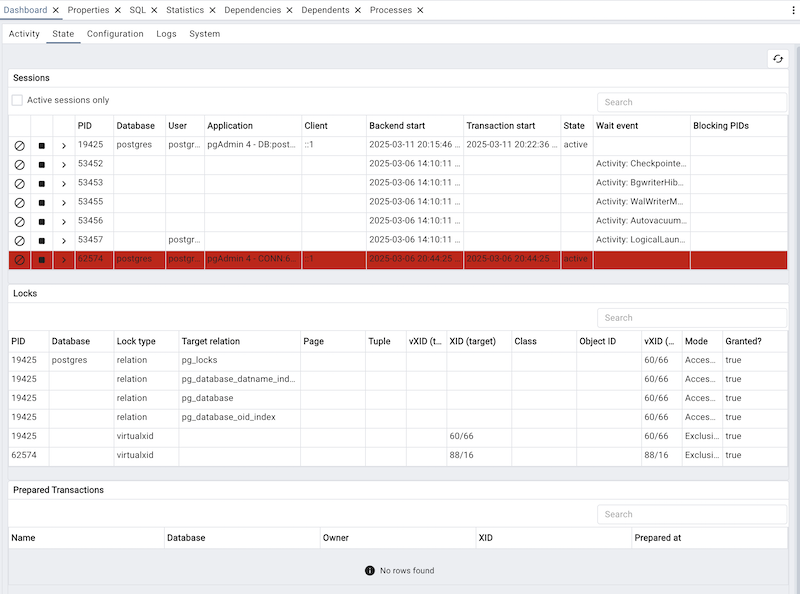 Dashboard Properties SQL Statistics Dependencies Dependents Processes
Activity State Configuration Logs System
Sessions
Active sessions only Search
PID Database User Application Client Backend start Transaction start State Wait event Blocking PIDs
19425 postgres postgr... pgAdmin 4 - DB:post... ::1 2025-03-11 20:15:46 ... 2025-03-11 20:22:36 ... active
53452 2025-03-06 14:10:11 ... Activity: Checkpointe...
53453 2025-03-06 14:10:11 ... Activity: BgwriterHib...
53455 2025-03-06 14:10:11 ... Activity: WalWriterM...
53456 2025-03-06 14:10:11 ... Activity: Autovacuum...
53457 postgr... 2025-03-06 14:10:11 ... Activity: LogicalLaun...
62574 postgres postgr... pgAdmin 4 - CONN:6... ::1 2025-03-06 20:44:25 ... 2025-03-06 20:44:25 ... active
Locks
Search
PID Database Lock type Target relation Page Tuple vXID (t... XID (target) Class Object ID vXID (... Mode Granted?
19425 postgres relation pg_locks 60/66 Acces... true
19425 relation pg_database_datname_ind... 60/66 Acces... true
19425 relation pg_database 60/66 Acces... true
19425 relation pg_database_oid_index 60/66 Acces... true
19425 virtualxid 60/66 60/66 Exclusi... true
62574 virtualxid 88/16 88/16 Exclusi... true
Prepared Transactions
Search
Name Database Owner XID Prepared at
No rows found